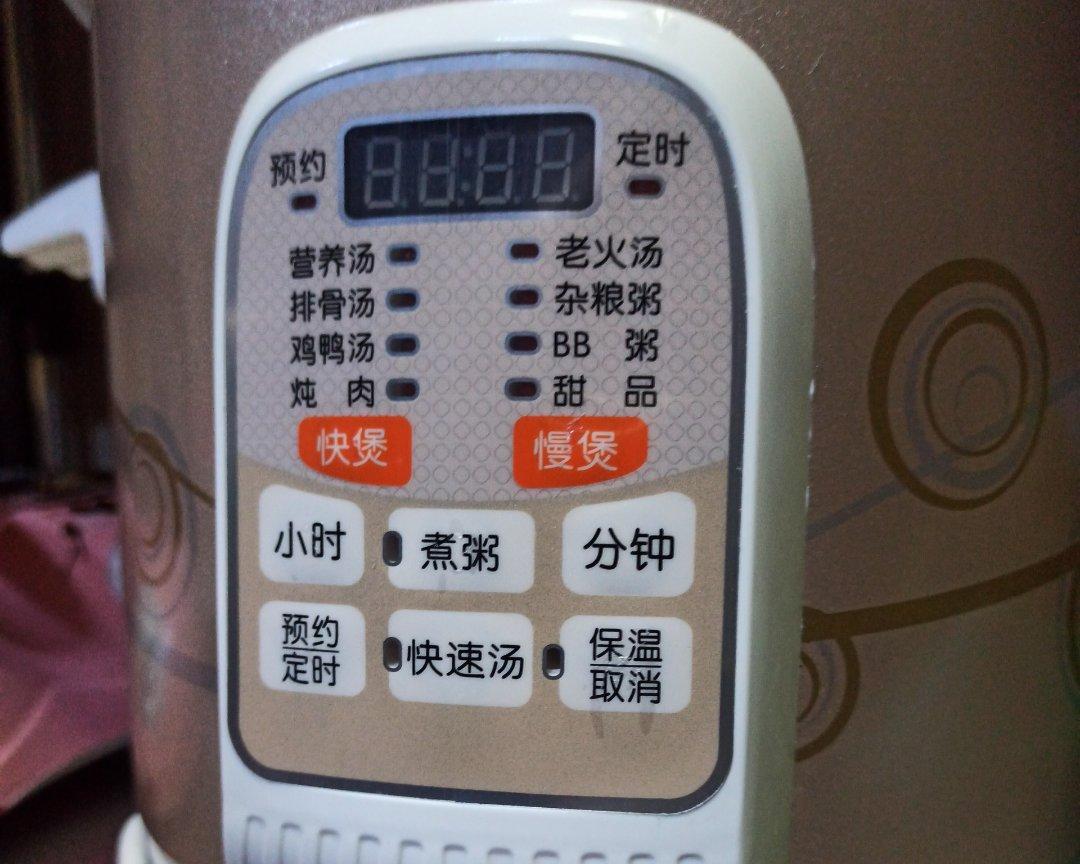 预约 定时
营养汤 老火汤
排骨汤 杂粮粥
鸡鸭汤 BB 粥
炖 肉 甜 品
快煲 慢煲
小时 煮粥 分钟
预约 快速汤 保温
定时 取消